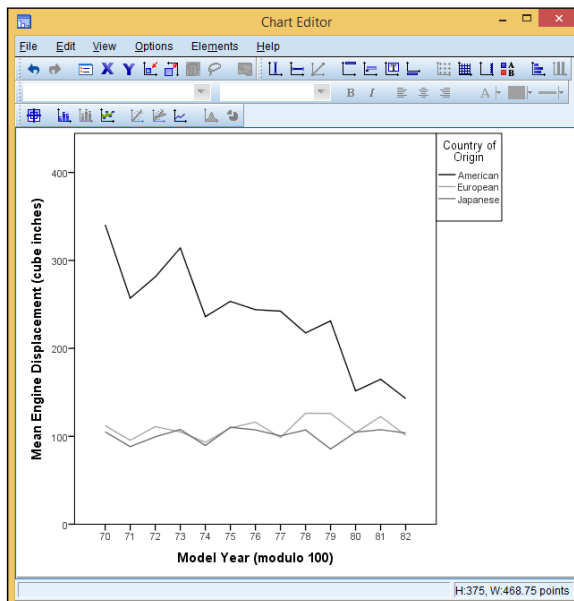 Chart Editor
File Edit View Options Elements Help
X Y
B I A
Country of
Origin
American
European
Japanese
Mean Engine Displacement (cube inches)
400
300
200
100
0
70 71 72 73 74 75 76 77 78 79 80 81 82
Model Year (modulo 100)
H:375, W:468.75 points